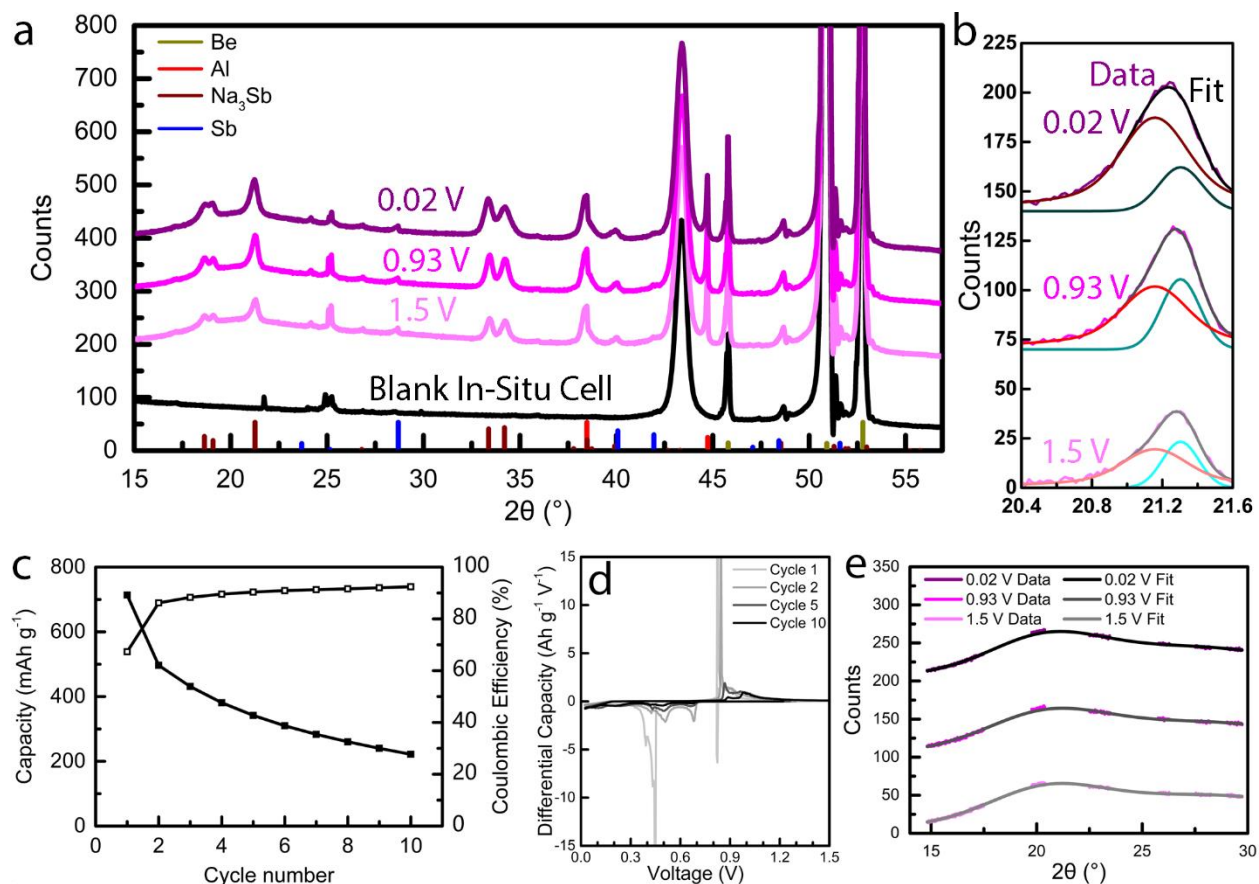 a
800
700
600
500
400
300
200
100
0
Counts
Be
Al
Na₃Sb
Sb
0.02 V
0.93 V
1.5 V
Blank In-Situ Cell
15 20 25 30 35 40 45 50 55
2θ (°)
b
225
200
175
150
125
100
75
50
25
0
Counts
Data
Fit
0.02 V
0.93 V
1.5 V
20.4 20.8 21.2 21.6
2θ (°)
c
800
600
400
200
0
Capacity (mAh g⁻¹)
100
80
60
40
20
0
Coulombic Efficiency (%)
0 2 4 6 8 10
Cycle number
d
15
10
5
0
-5
-10
-15
Differential Capacity (Ah g⁻¹ V⁻¹)
Cycle 1
Cycle 2
Cycle 5
Cycle 10
0.0 0.3 0.6 0.9 1.2 1.5
Voltage (V)
e
350
300
250
200
150
100
50
0
Counts
0.02 V Data
0.93 V Data
1.5 V Data
0.02 V Fit
0.93 V Fit
1.5 V Fit
15 20 25 30
2θ (°)